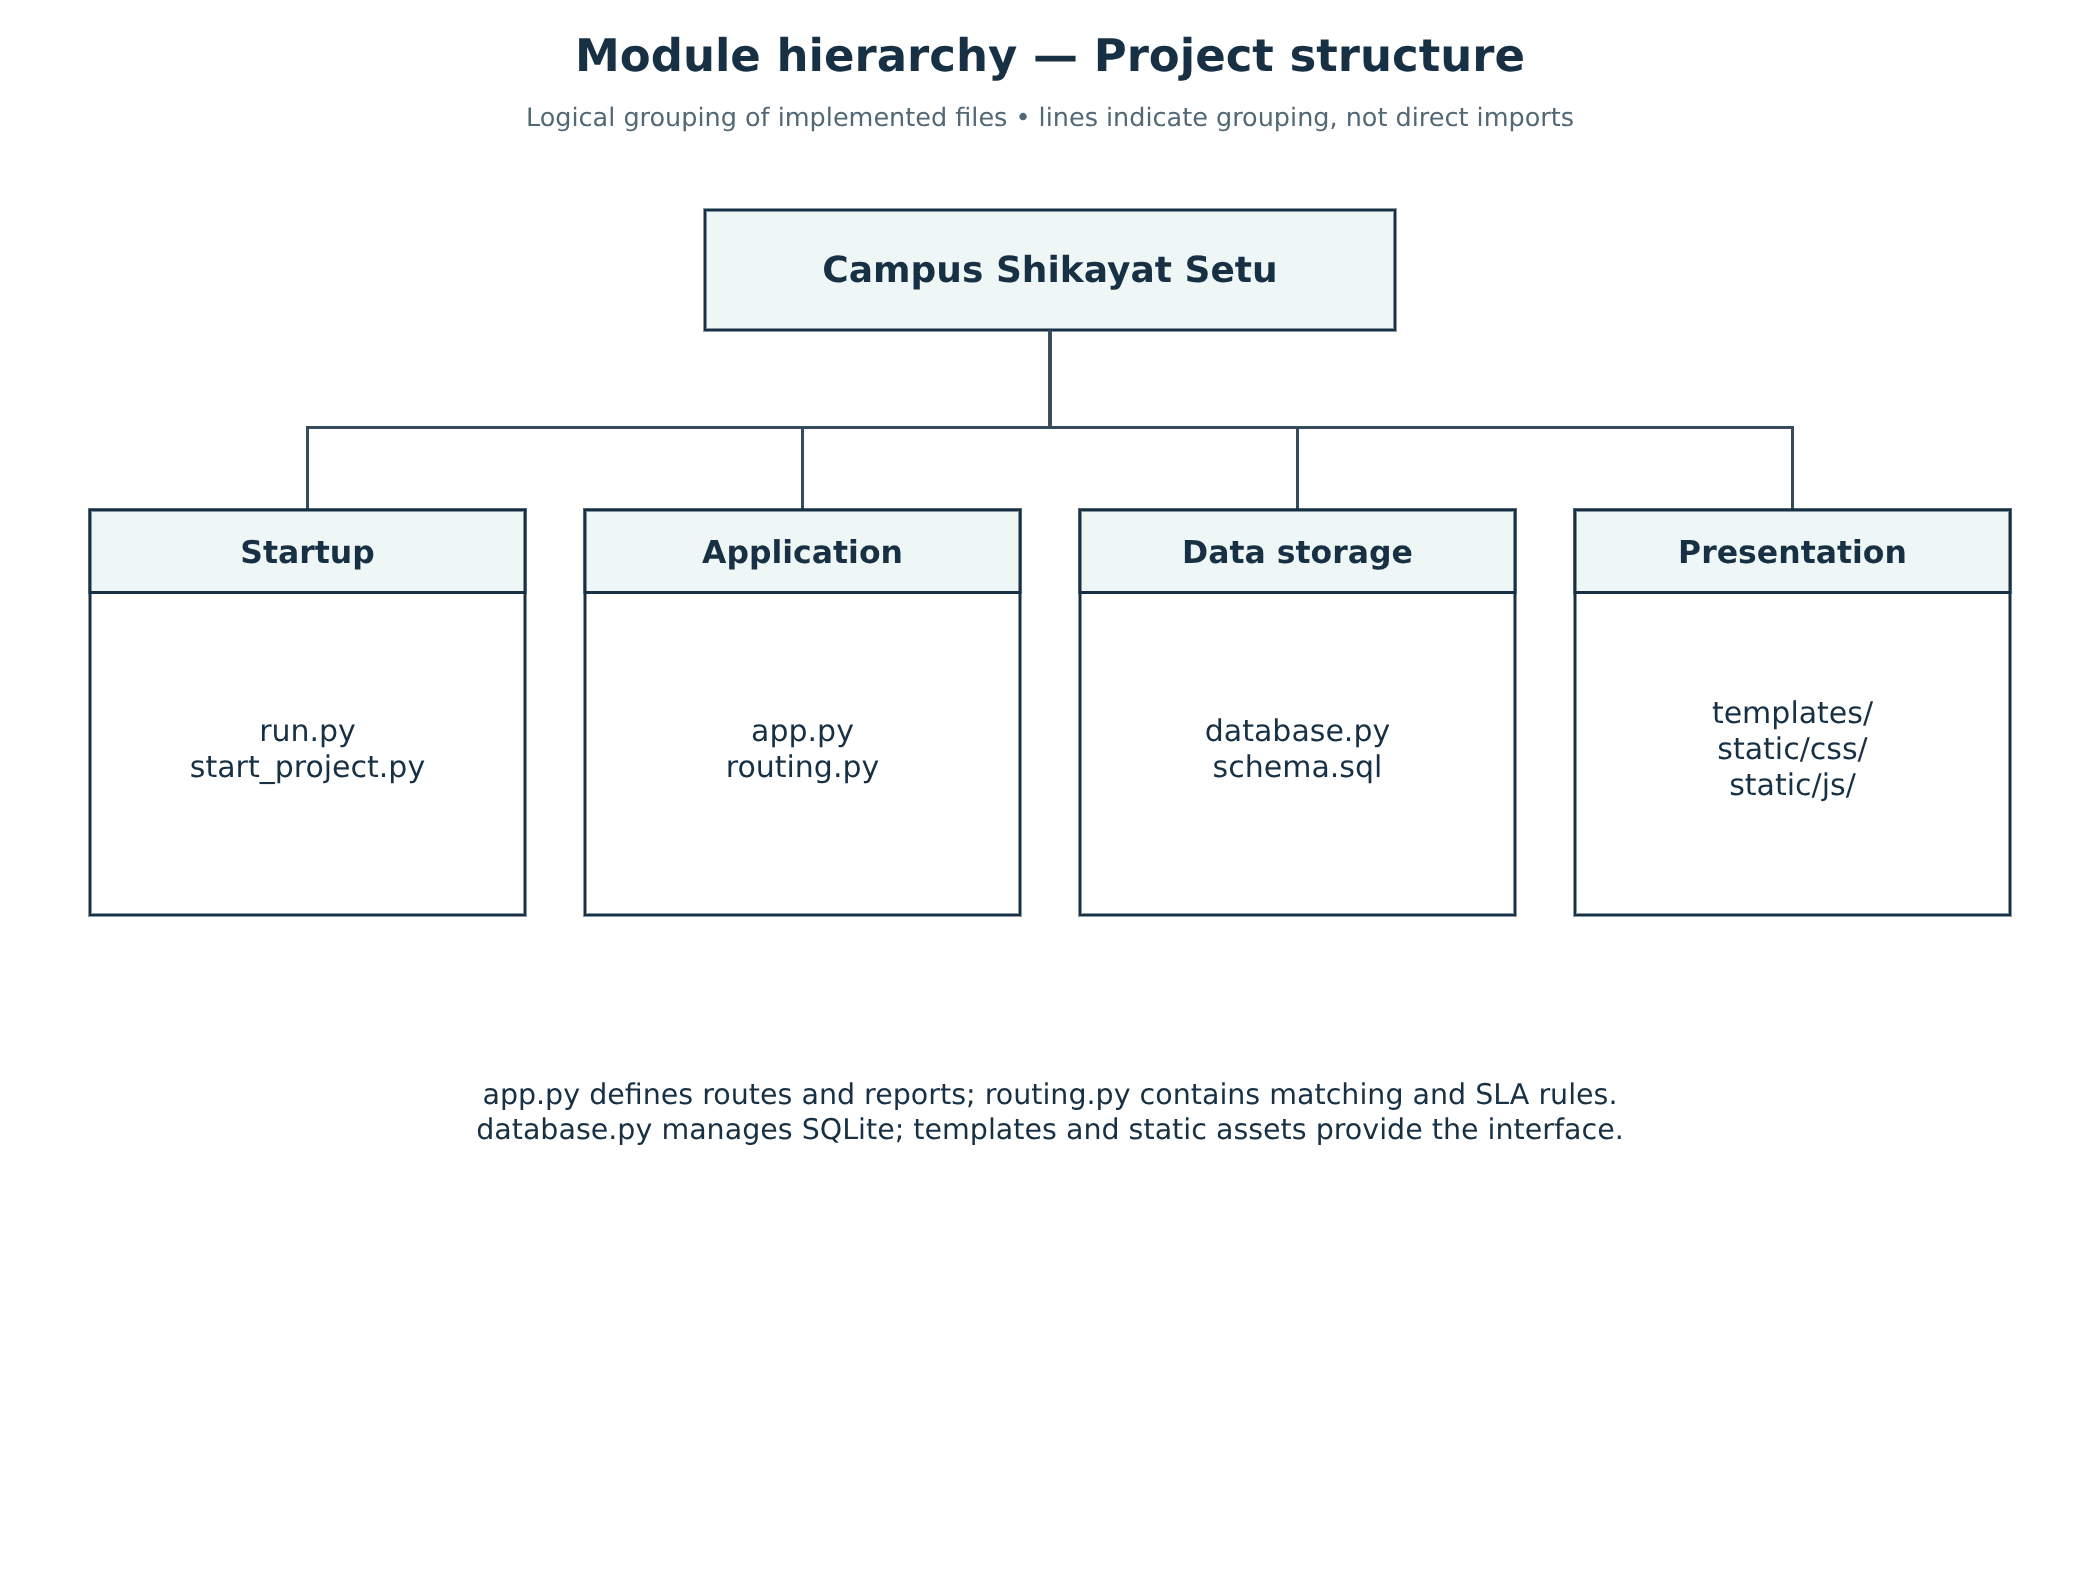 Module hierarchy — Project structure
Logical grouping of implemented files • lines indicate grouping, not direct imports
Campus Shikayat Setu
Startup
run.py
start_project.py
Application
app.py
routing.py
Data storage
database.py
schema.sql
Presentation
templates/
static/css/
static/js/
app.py defines routes and reports; routing.py contains matching and SLA rules.
database.py manages SQLite; templates and static assets provide the interface.